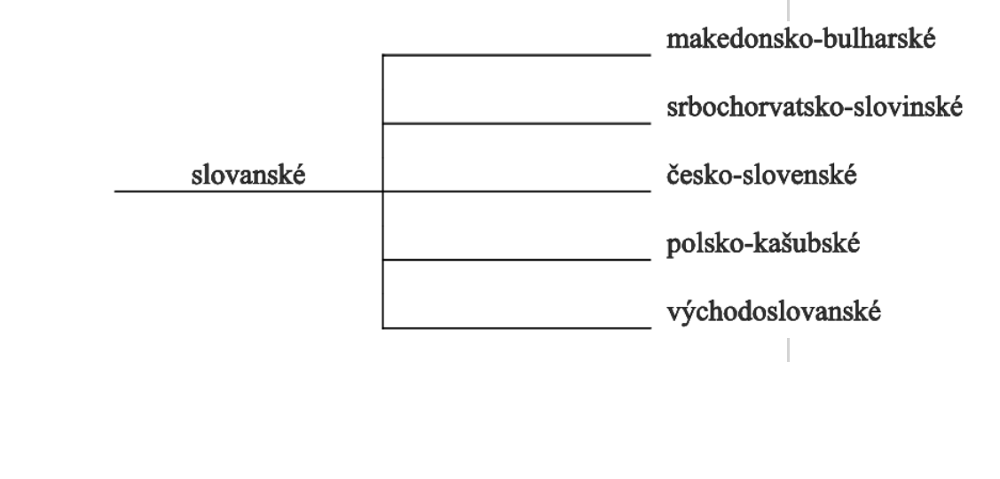 makedonsko-bulharské
srbochorvatsko-slovinské
slovanské
česko-slovenské
polsko-kašubské
východoslovanské